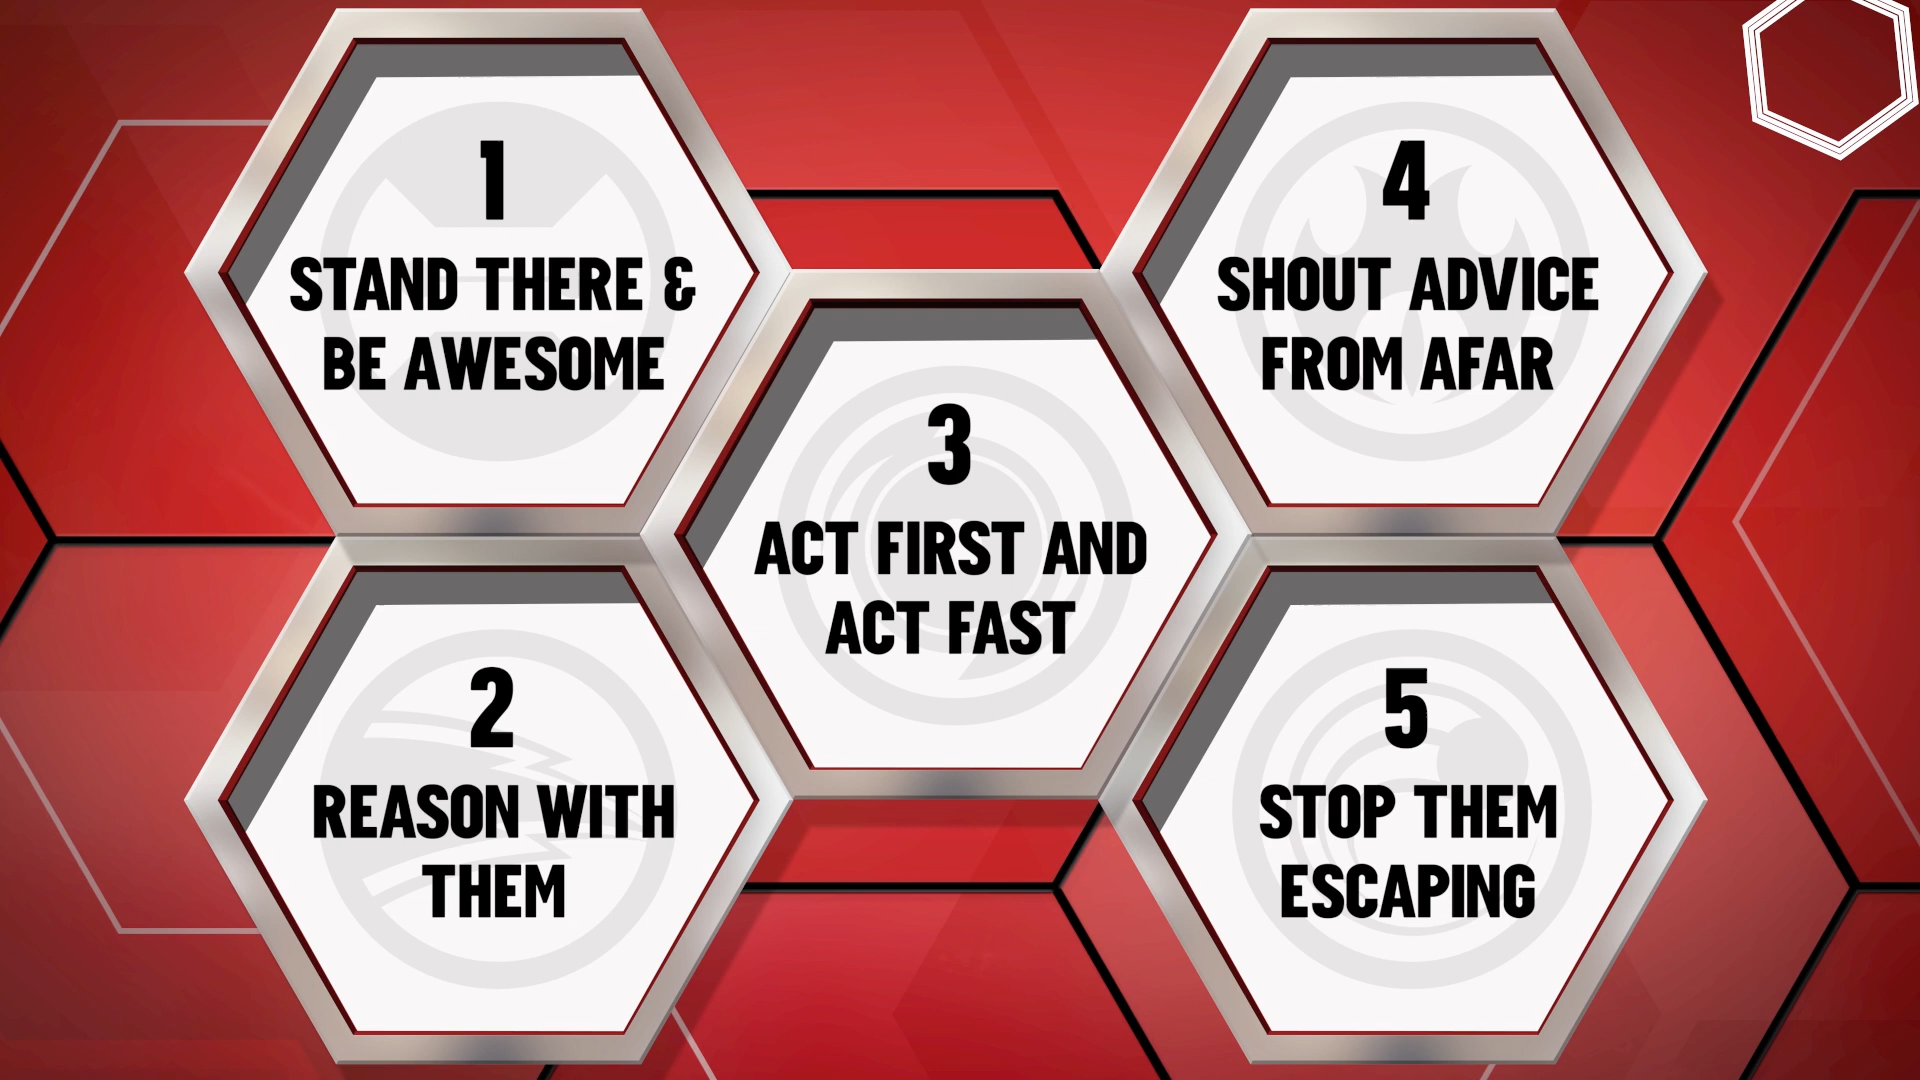 1
STAND THERE &
BE AWESOME
2
REASON WITH
THEM
3
ACT FIRST AND
ACT FAST
4
SHOUT ADVICE
FROM AFAR
5
STOP THEM
ESCAPING